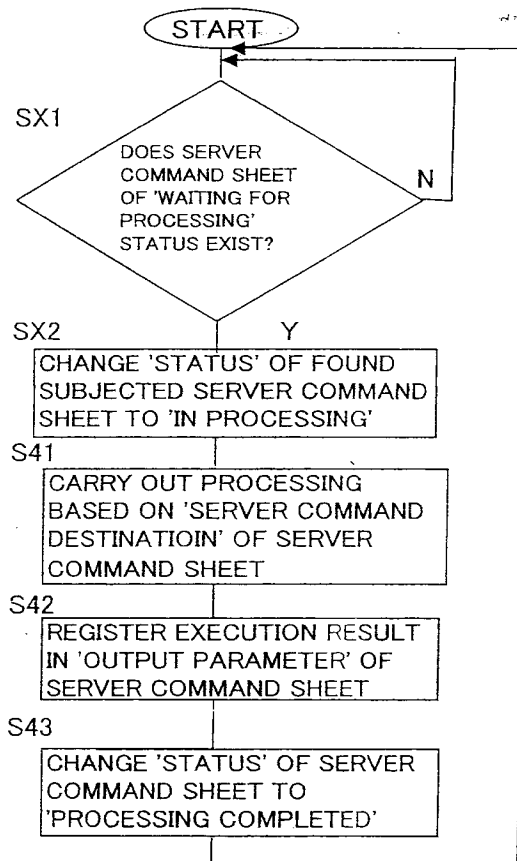 START
SX1
DOES SERVER
COMMAND SHEET
OF 'WAITING FOR
PROCESSING'
STATUS EXIST?
N
SX2
Y
CHANGE 'STATUS' OF FOUND
SUBJECTED SERVER COMMAND
SHEET TO 'IN PROCESSING'
S41
CARRY OUT PROCESSING
BASED ON 'SERVER COMMAND
DESTINATIOIN' OF SERVER
COMMAND SHEET
S42
REGISTER EXECUTION RESULT
IN 'OUTPUT PARAMETER' OF
SERVER COMMAND SHEET
S43
CHANGE 'STATUS' OF SERVER
COMMAND SHEET TO
'PROCESSING COMPLETED'